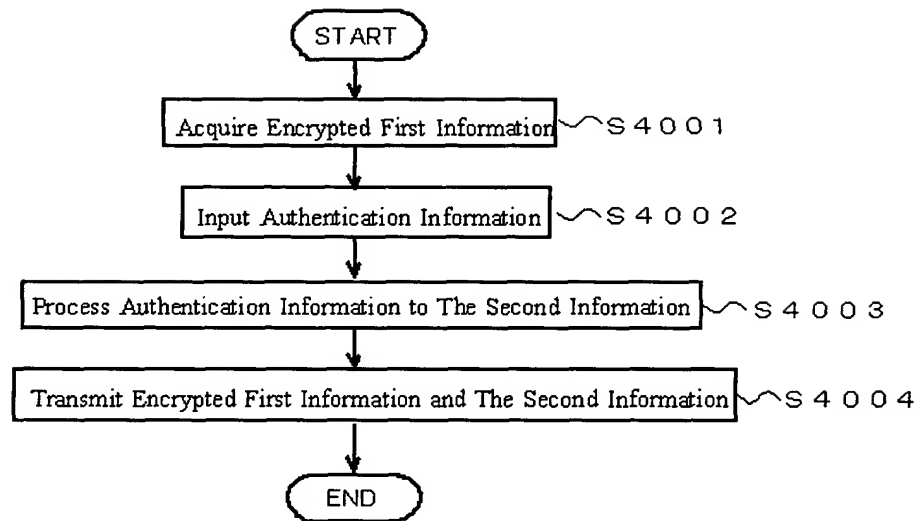 START
Acquire Encrypted First Information S4001
Input Authentication Information S4002
Process Authentication Information to The Second Information S4003
Transmit Encrypted First Information and The Second Information S4004
END